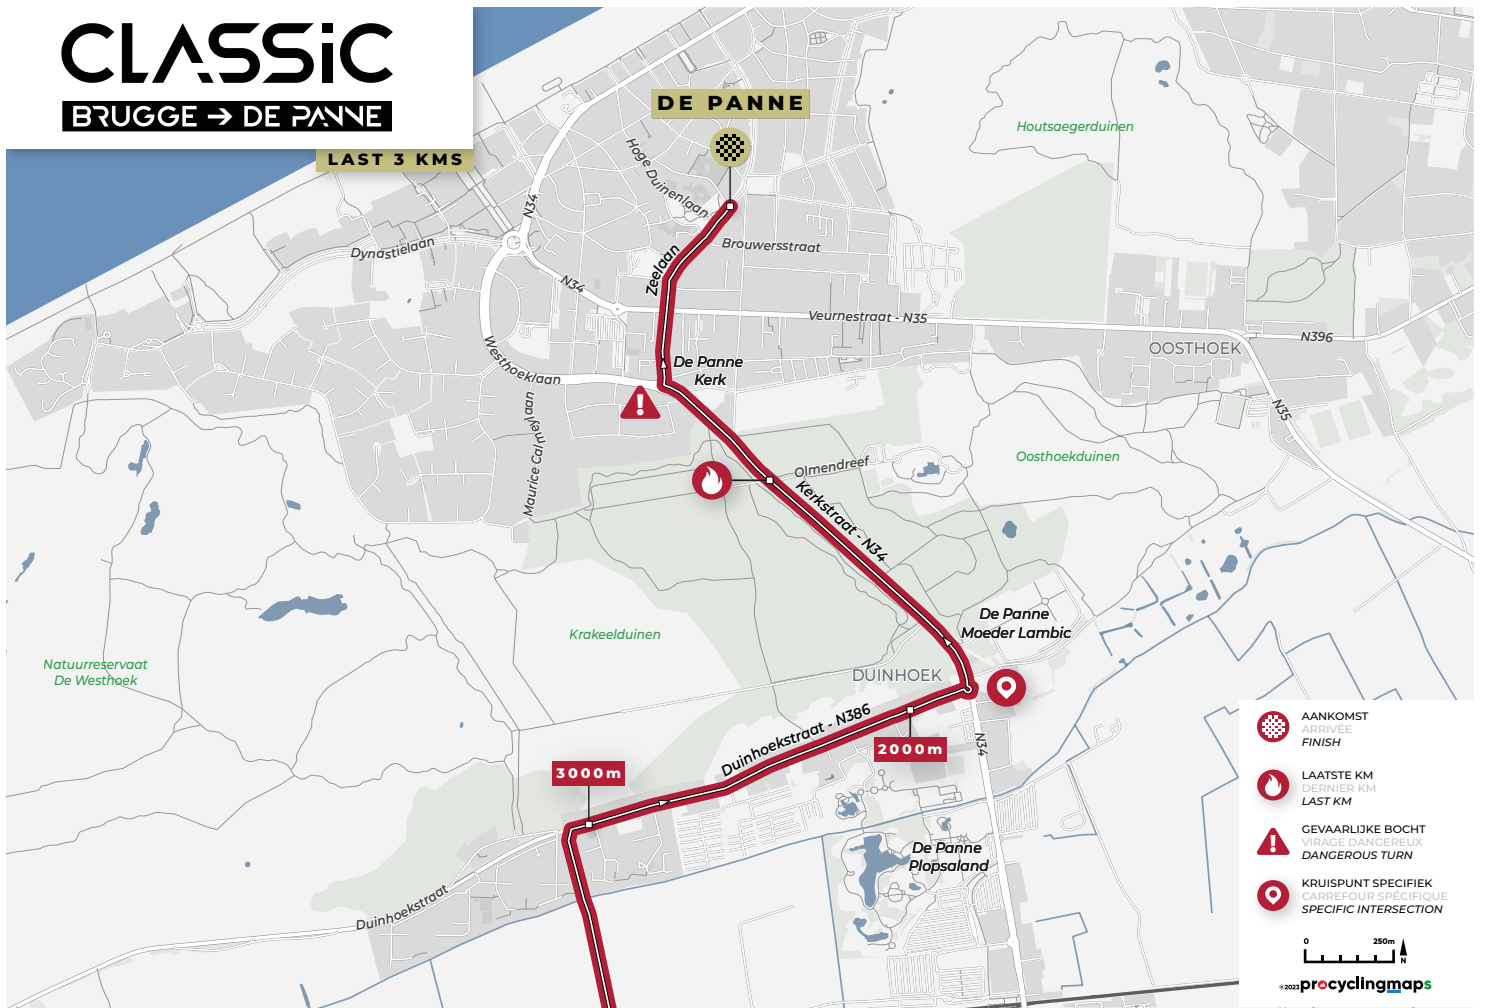 CLASSiC
BRUGGE → DE PANNE
LAST 3 KMS
DE PANNE
Houtsaegerduinen
Hoge Duinenlaan
N34
Dynastielaan
Zeelaan
Brouwersstraat
N34
Veurnestraat - N35
N396
OOSTHOEK
Westhoeklaan
De Panne
Kerk
N35
Maurice Calmeylaan
Olmendreef
Oosthoekduinen
Kerkstraat - N34
De Panne
Moeder Lambic
Krakeelduinen
Natuurreservaat
De Westhoek
DUINHOEK
Duinhoekstraat - N386
2000m
N34
3000m
De Panne
Plopsaland
Duinhoekstraat
AANKOMST
ARRIVÉE
FINISH
LAATSTE KM
DERNIER KM
LAST KM
GEVAARLIJKE BOCHT
VIRAGE DANGEREUX
DANGEROUS TURN
KRUISPUNT SPECIFIEK
CARREFOUR SPÉCIFIQUE
SPECIFIC INTERSECTION
0 250m
N
©2023 procyclingmaps